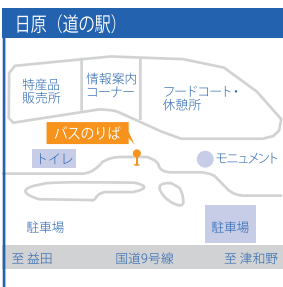 日原（道の駅）
特産品
販売所
情報案内
コーナー
フードコート・
休憩所
バスのりば
トイレ
モニュメント
駐車場
駐車場
至 益田
国道9号線
至 津和野